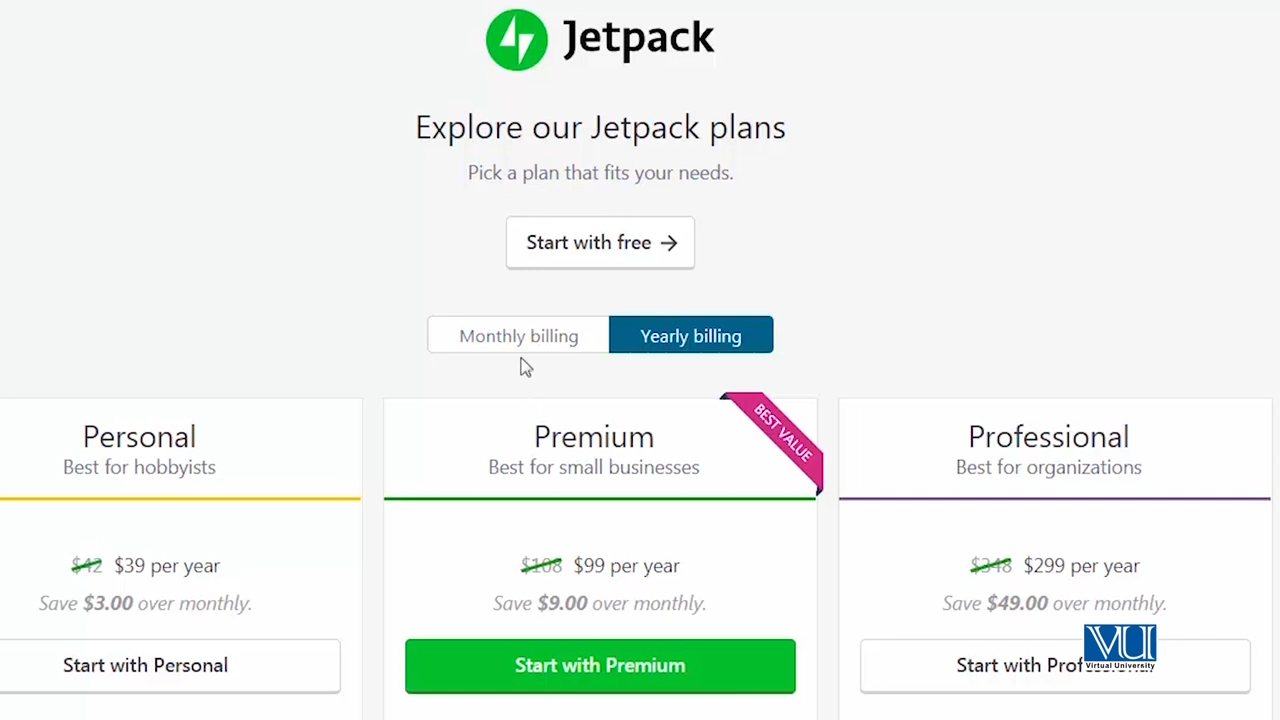 Jetpack
Explore our Jetpack plans
Pick a plan that fits your needs.
Start with free →
Monthly billing
Yearly billing
Personal
Best for hobbyists
$42 $39 per year
Save $3.00 over monthly.
Start with Personal
BEST VALUE
Premium
Best for small businesses
$108 $99 per year
Save $9.00 over monthly.
Start with Premium
Professional
Best for organizations
$348 $299 per year
Save $49.00 over monthly.
Start with Professional
VU
Virtual University